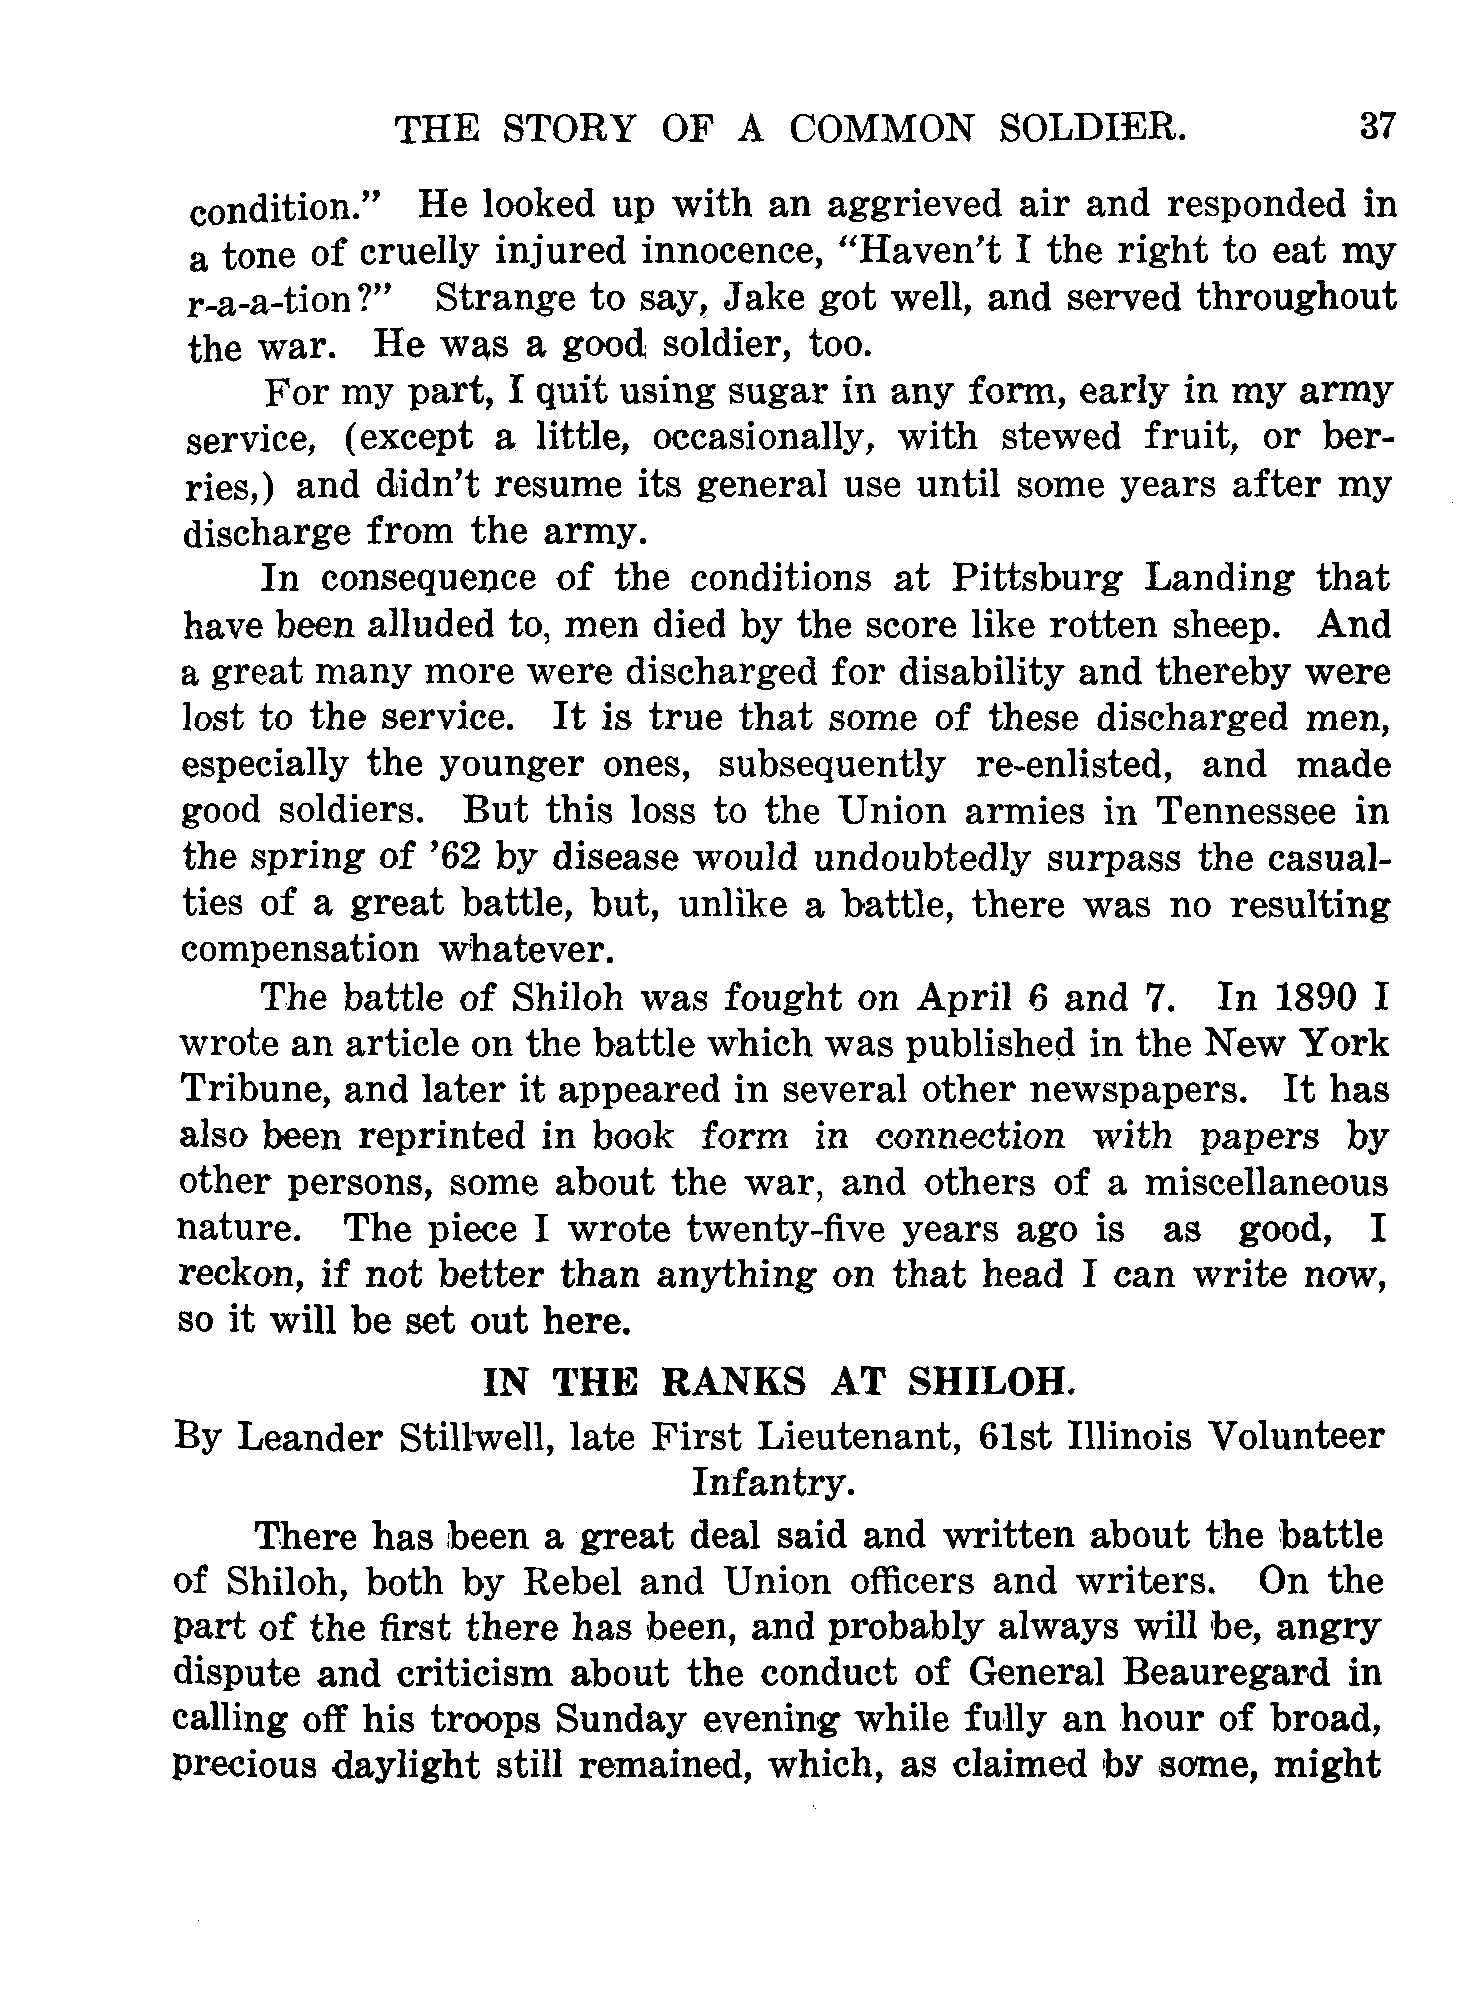 THE STORY OF A COMMON SOLDIER. 37
condition." He looked up with an aggrieved air and responded in
a tone of cruelly injured innocence, "Haven't I the right to eat my
r-a-a-tion?" Strange to say, Jake got well, and served throughout
the war. He was a good soldier, too.
For my part, I quit using sugar in any form, early in my army
service, (except a little, occasionally, with stewed fruit, or ber-
ries,) and didn't resume its general use until some years after my
discharge from the army.
In consequence of the conditions at Pittsburg Landing that
have been alluded to, men died by the score like rotten sheep. And
a great many more were discharged for disability and thereby were
lost to the service. It is true that some of these discharged men,
especially the younger ones, subsequently re-enlisted, and made
good soldiers. But this loss to the Union armies in Tennessee in
the spring of '62 by disease would undoubtedly surpass the casual-
ties of a great battle, but, unlike a battle, there was no resulting
compensation whatever.
The battle of Shiloh was fought on April 6 and 7. In 1890 I
wrote an article on the battle which was published in the New York
Tribune, and later it appeared in several other newspapers. It has
also been reprinted in book form in connection with papers by
other persons, some about the war, and others of a miscellaneous
nature. The piece I wrote twenty-five years ago is as good, I
reckon, if not better than anything on that head I can write now,
so it will be set out here.
IN THE RANKS AT SHILOH.
By Leander Stillwell, late First Lieutenant, 61st Illinois Volunteer
Infantry.
There has been a great deal said and written about the battle
of Shiloh, both by Rebel and Union officers and writers. On the
part of the first there has been, and probably always will be, angry
dispute and criticism about the conduct of General Beauregard in
calling off his troops Sunday evening while fully an hour of broad,
precious daylight still remained, which, as claimed by some, might